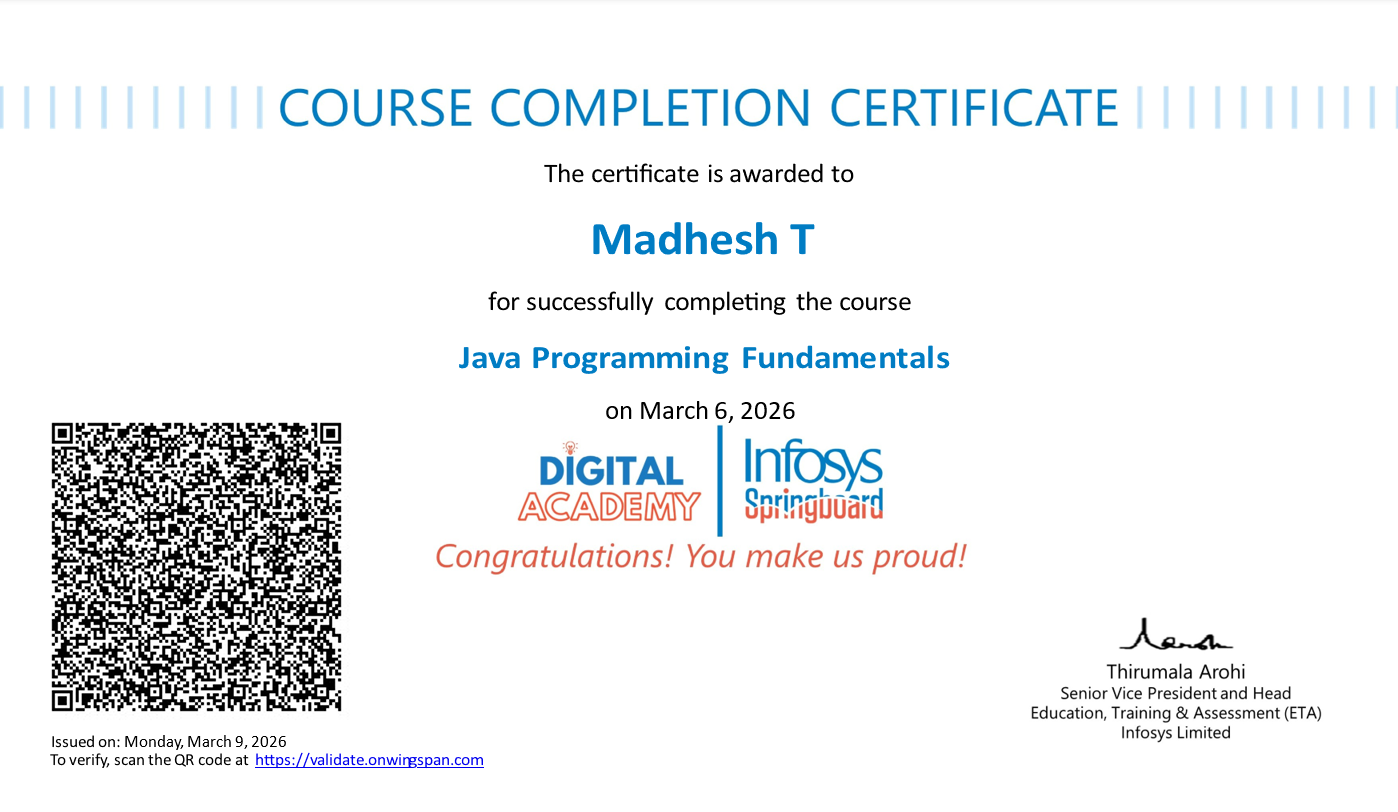 COURSE COMPLETION CERTIFICATE
The certificate is awarded to
Madhesh T
for successfully completing the course
Java Programming Fundamentals
on March 6, 2026
DIGITAL
ACADEMY
Infosys
Springboard
Congratulations! You make us proud!
Thirumala Arohi
Senior Vice President and Head
Education, Training & Assessment (ETA)
Infosys Limited
Issued on: Monday, March 9, 2026
To verify, scan the QR code at https://validate.onwingspan.com